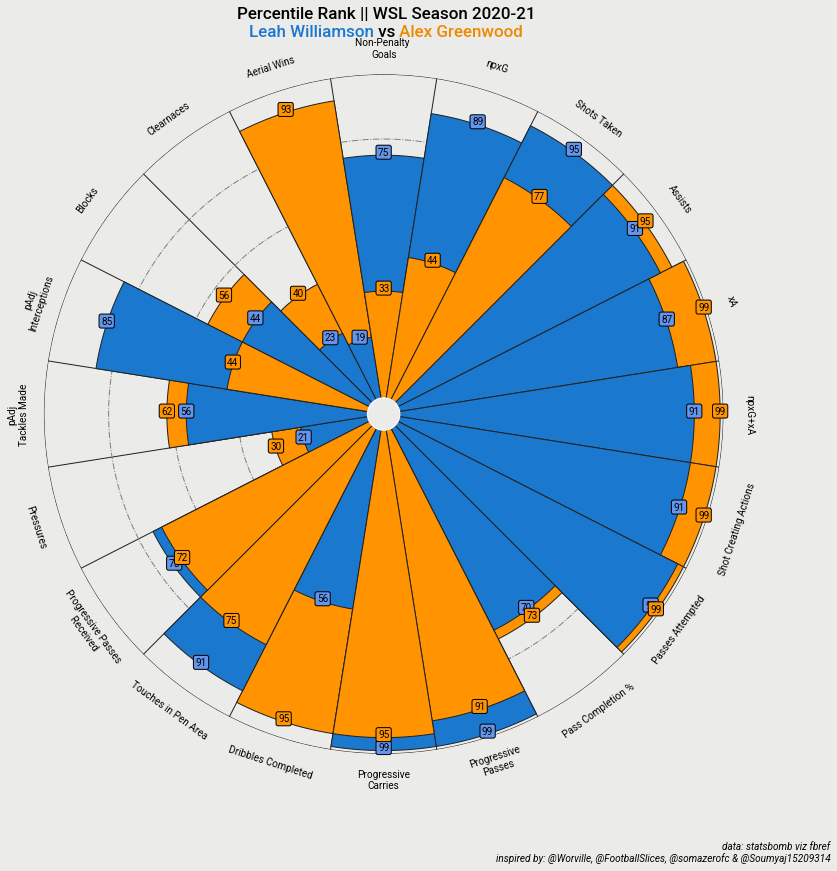 Percentile Rank || WSL Season 2020-21
Leah Williamson vs Alex Greenwood
Non-Penalty
Goals
npxG
Shots Taken
Assists
xA
npxG+xA
Shot Creating Actions
Passes Attempted
Pass Completion %
Progressive
Passes
Progressive
Carries
Dribbles Completed
Touches in Pen Area
Progressive Passes
Received
Pressures
pAdj
Tackles Made
pAdj
Interceptions
Blocks
Clearnaces
Aerial Wins
75
33
89
44
95
77
91
95
87
99
91
99
91
99
99
73
91
99
95
99
56
95
91
75
72
21
30
56
62
85
44
44
56
23
40
19
93
data: statsbomb viz fbref
inspired by: @Worville, @FootballSlices, @somazerofc & @Soumyaj15209314